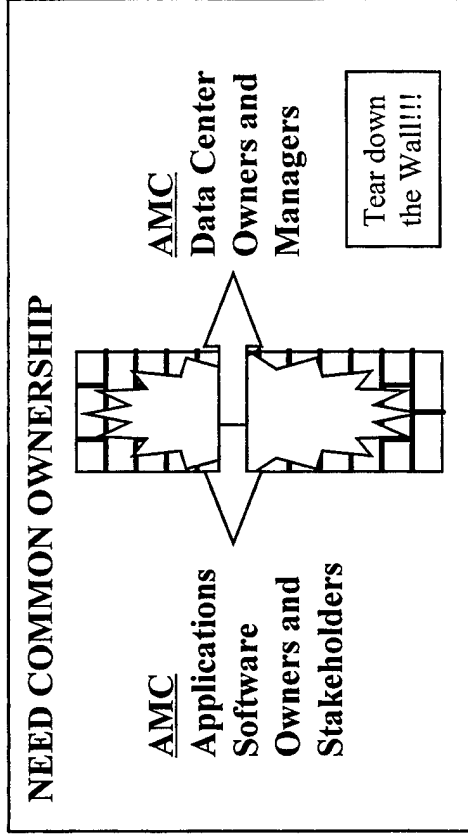 NEED COMMON OWNERSHIP
AMC
Applications
Software
Owners and
Stakeholders
AMC
Data Center
Owners and
Managers
Tear down
the Wall!!!